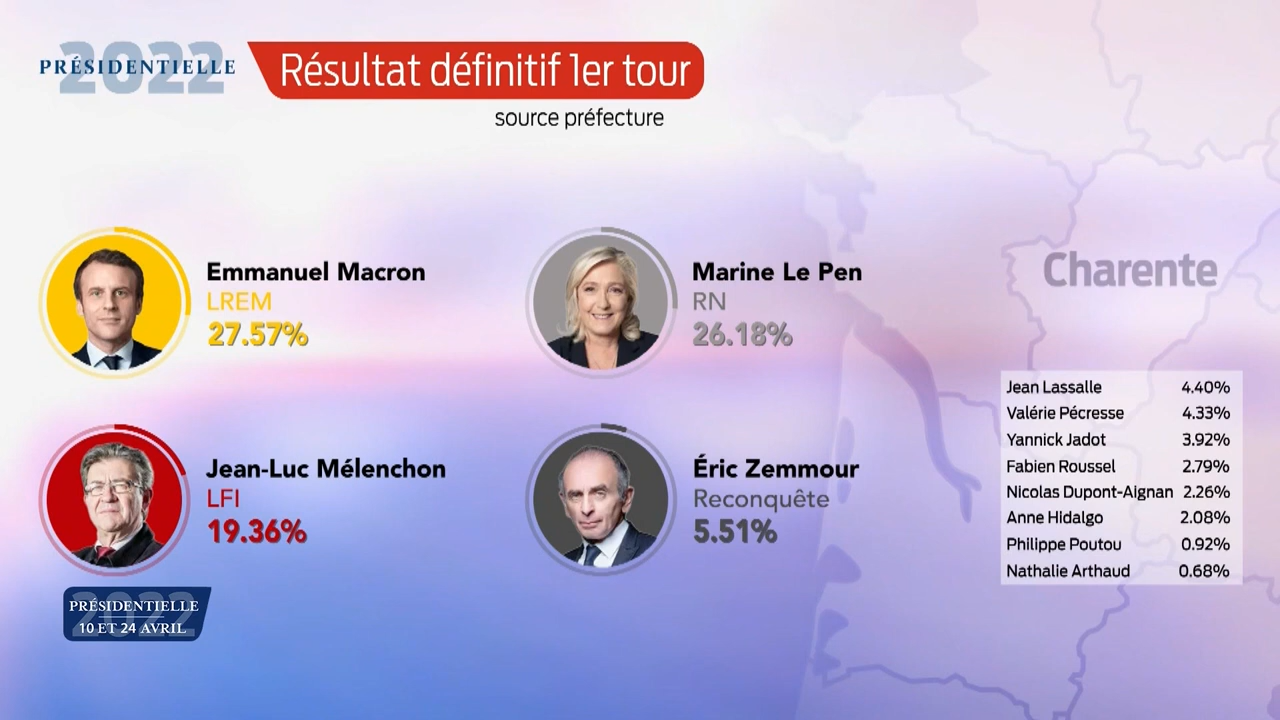 2022
PRÉSIDENTIELLE
Résultat définitif 1er tour
source préfecture
Emmanuel Macron
LREM
27.57%
Marine Le Pen
RN
26.18%
Jean-Luc Mélenchon
LFI
19.36%
Éric Zemmour
Reconquête
5.51%
Charente
Jean Lassalle 4.40%
Valérie Pécresse 4.33%
Yannick Jadot 3.92%
Fabien Roussel 2.79%
Nicolas Dupont-Aignan 2.26%
Anne Hidalgo 2.08%
Philippe Poutou 0.92%
Nathalie Arthaud 0.68%
2022
PRÉSIDENTIELLE
10 ET 24 AVRIL